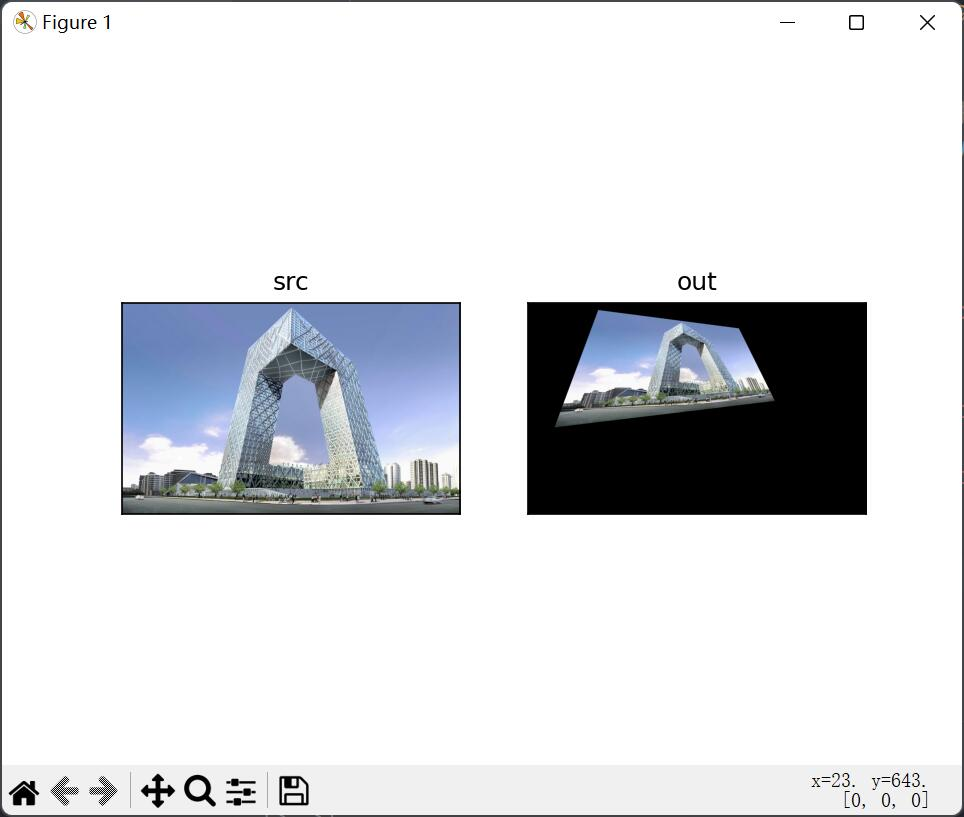 Figure 1
src
out
x=23. y=643.
[0, 0, 0]